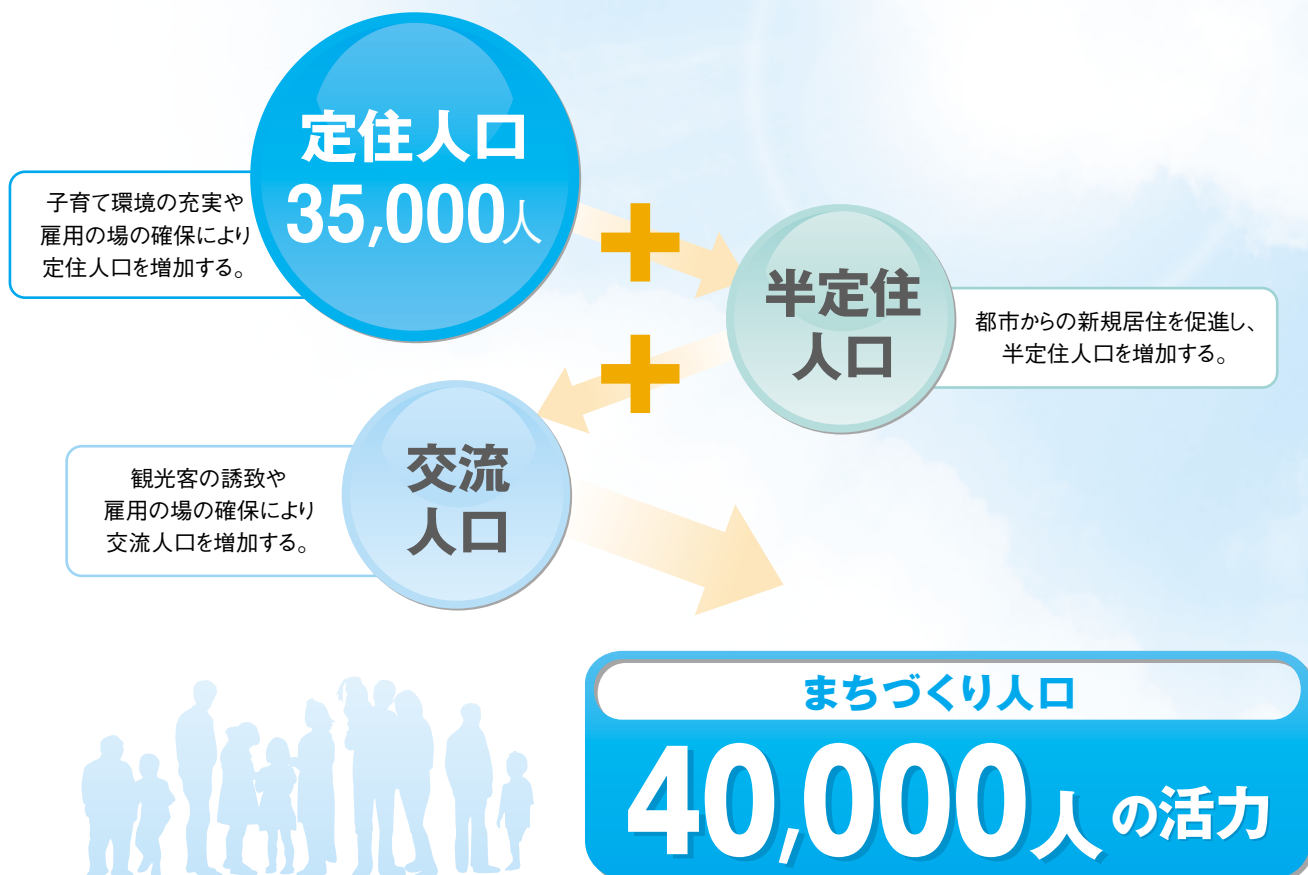 定住人口
35,000人
子育て環境の充実や
雇用の場の確保により
定住人口を増加する。
半定住
人口
都市からの新規居住を促進し、
半定住人口を増加する。
交流
人口
観光客の誘致や
雇用の場の確保により
交流人口を増加する。
まちづくり人口
40,000人の活力